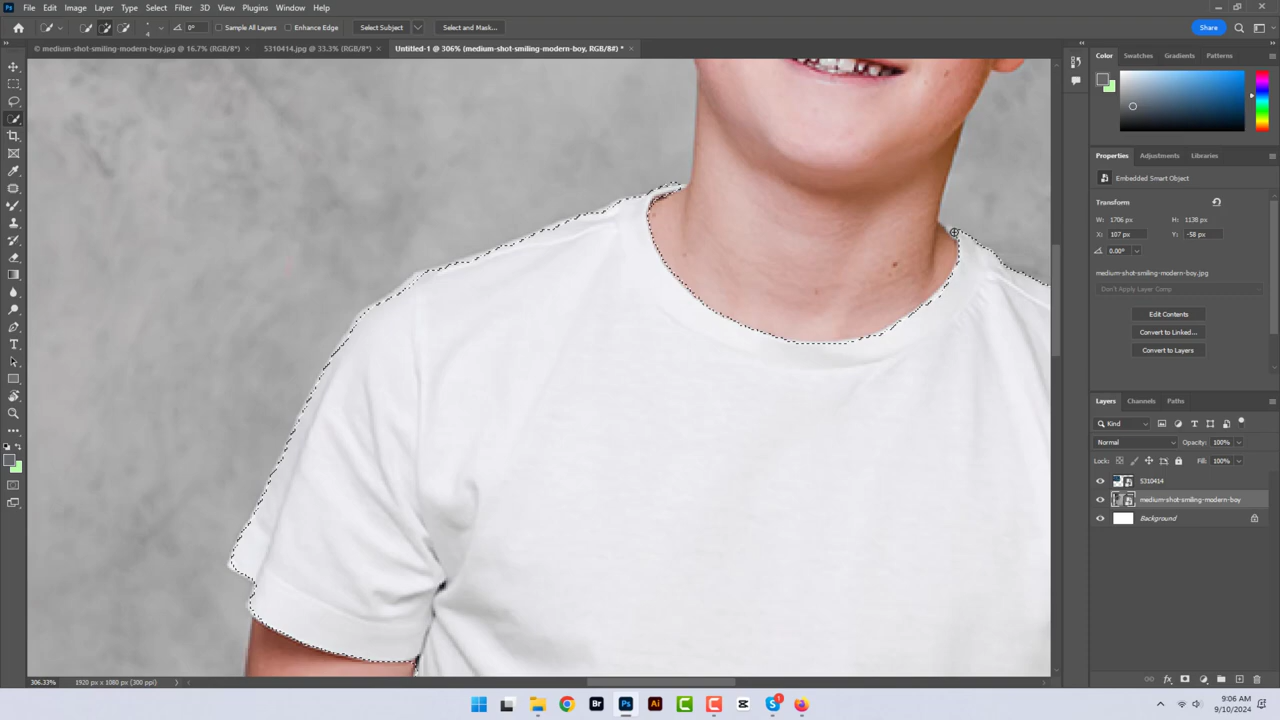 File Edit Image Layer Type Select Filter 3D View Plugins Window Help
4 0° Sample All Layers Enhance Edge Select Subject Select and Mask... Share
© medium-shot-smiling-modern-boy.jpg @ 16.7% (RGB/8*) × 5310414.jpg @ 33.3% (RGB/8*) × Untitled-1 @ 306% (medium-shot-smiling-modern-boy, RGB/8#) * ×
Color Swatches Gradients Patterns
Properties Adjustments Libraries
Embedded Smart Object
Transform
W: 1706 px H: 1138 px
X: 107 px Y: -58 px
0.00°
medium-shot-smiling-modern-boy.jpg
Don't Apply Layer Comp
Edit Contents
Convert to Linked...
Convert to Layers
Layers Channels Paths
Kind
Normal Opacity: 100%
Lock: Fill: 100%
5310414
medium-shot-smiling-modern-boy
Background
306.33% 1920 px x 1080 px (300 ppi)
Ps Br Ai C C S 1
9:06 AM
9/10/2024